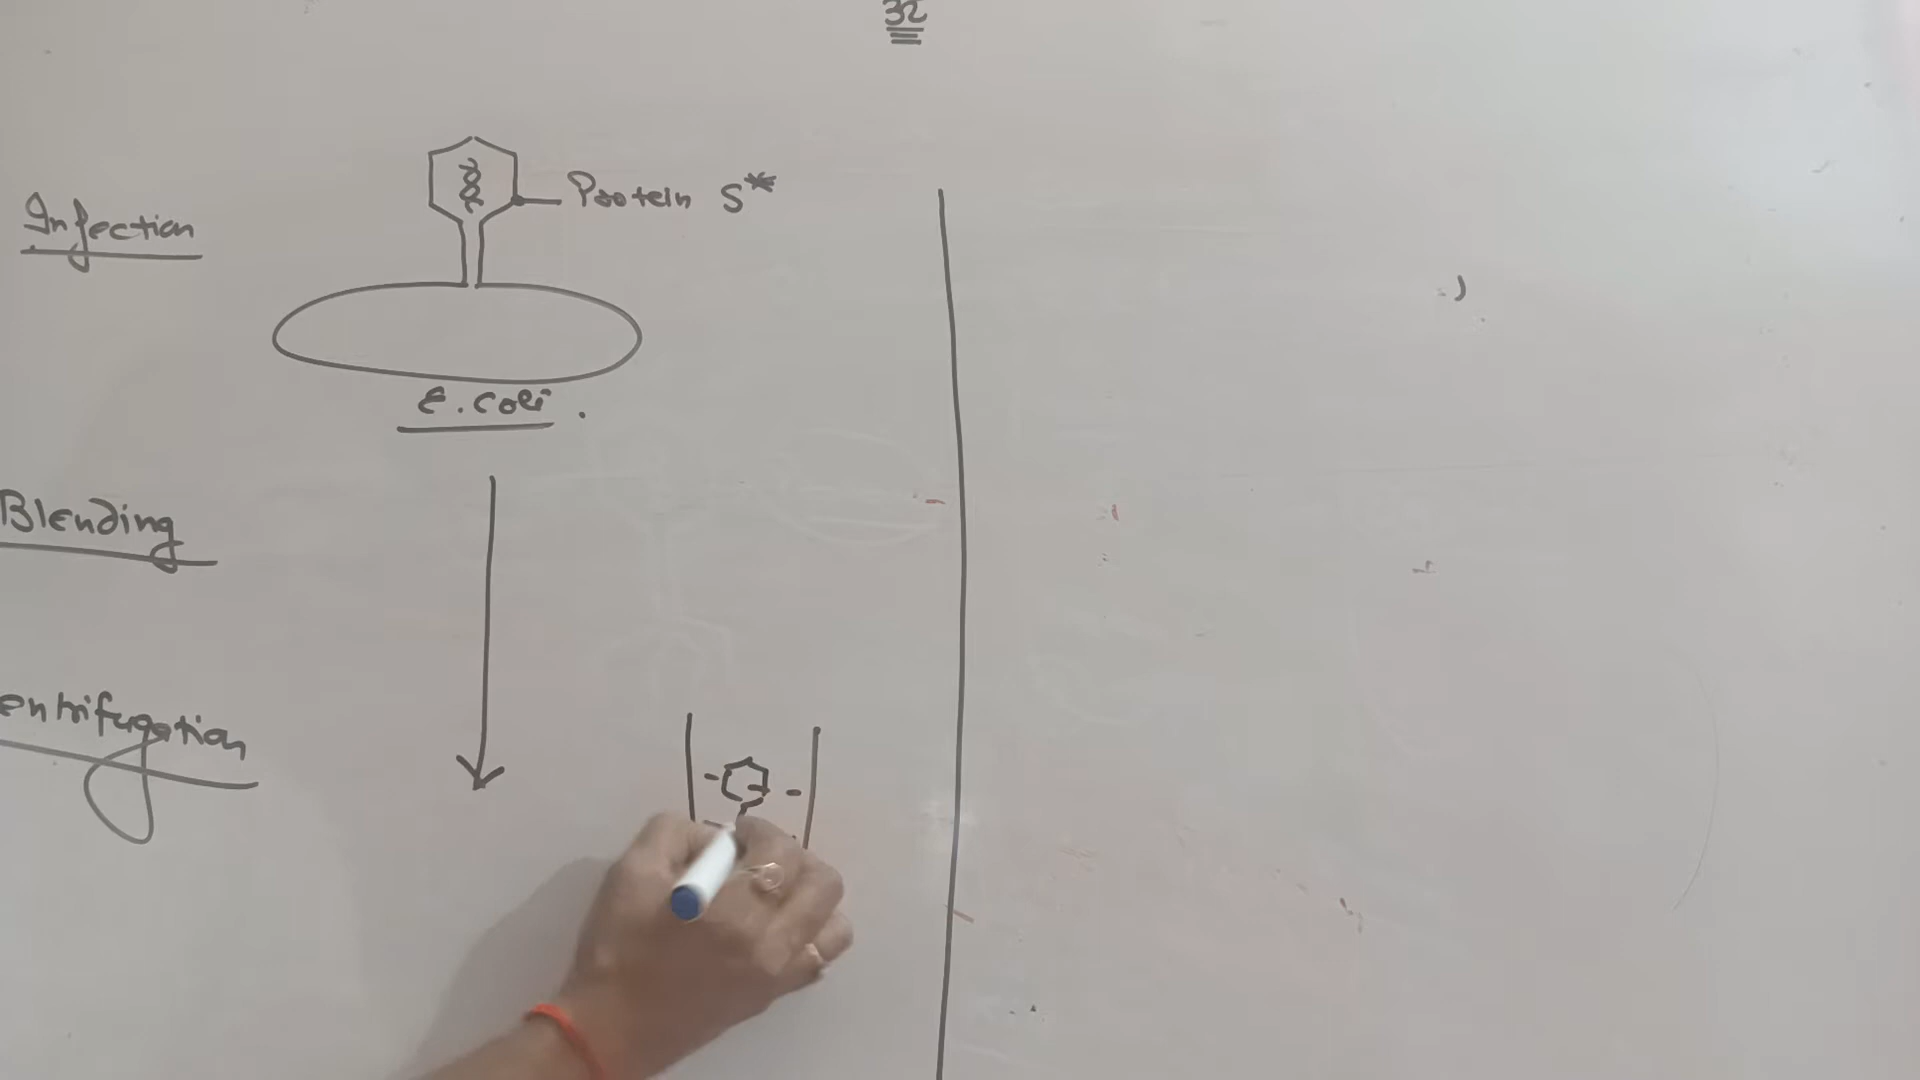 32
Protein S*
Infection
E. Coli .
Blending
entrifugation